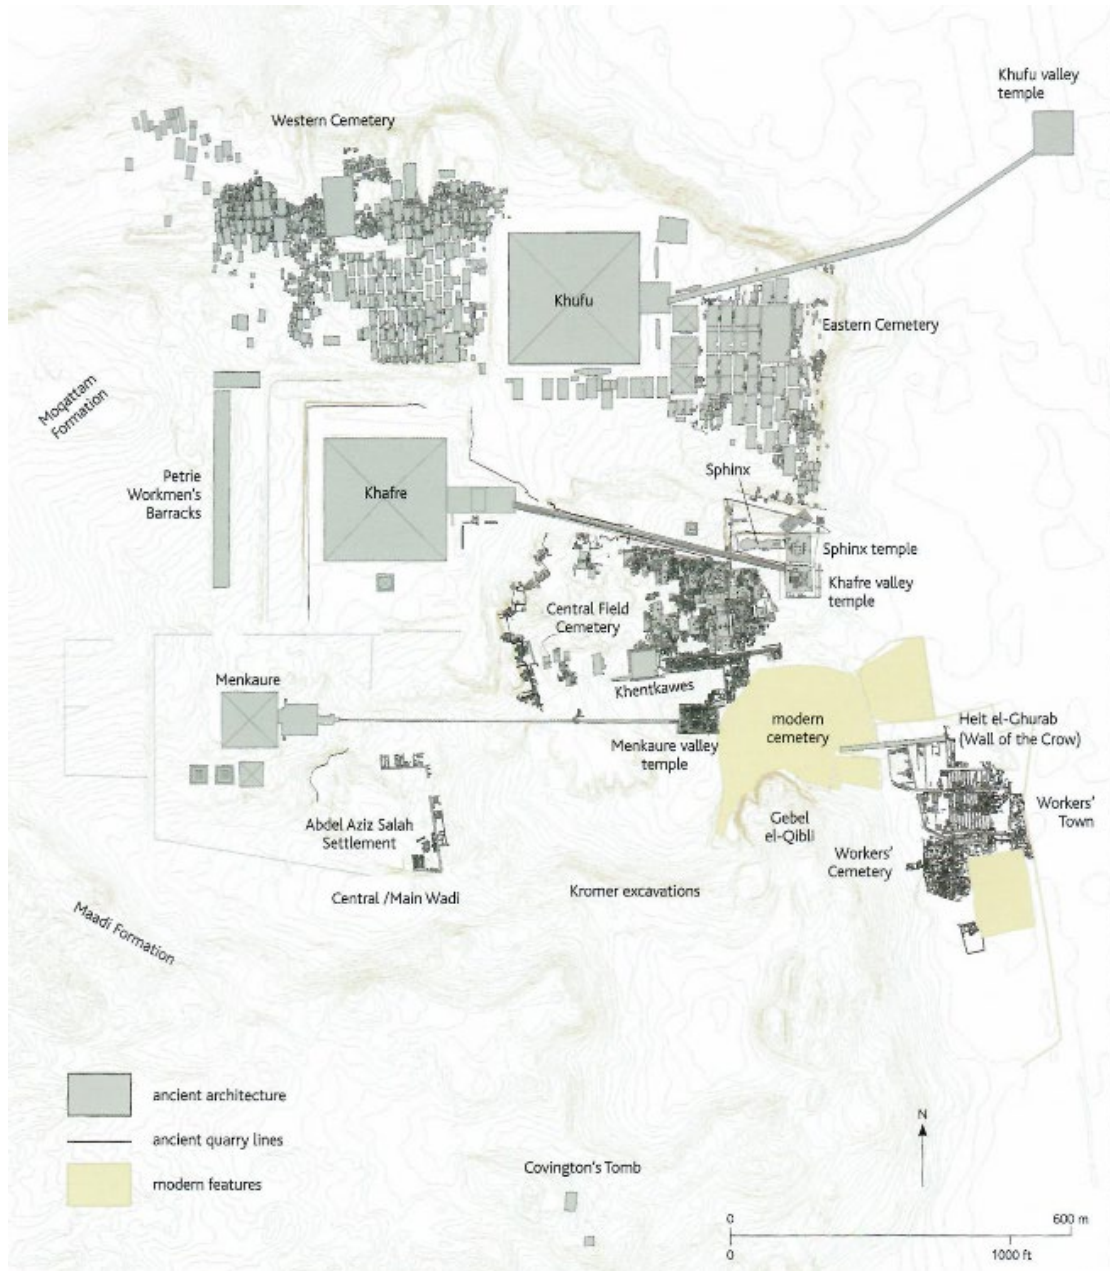 Khufu valley
temple
Western Cemetery
Khufu
Eastern Cemetery
Moqattam
Formation
Petrie
Workmen's
Barracks
Khafre
Sphinx
Sphinx temple
Khafre valley
temple
Central Field
Cemetery
Menkaure
Khentkawes
modern
cemetery
Heit el-Ghurab
(Wall of the Crow)
Menkaure valley
temple
Workers'
Town
Gebel
el-Qibli
Abdel Aziz Salah
Settlement
Workers'
Cemetery
Central /Main Wadi
Kromer excavations
Maadi Formation
ancient architecture
ancient quarry lines
modern features
N
Covington's Tomb
0
600 m
0
1000 ft